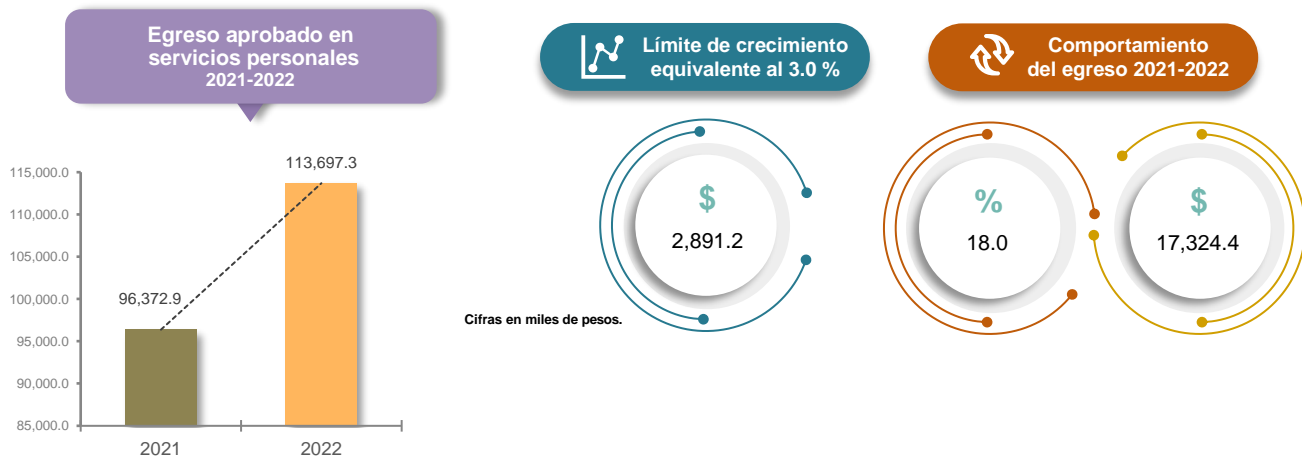 Egreso aprobado en
servicios personales
2021-2022
Límite de crecimiento
equivalente al 3.0 %
Comportamiento
del egreso 2021-2022
115,000.0
110,000.0
105,000.0
100,000.0
95,000.0
90,000.0
85,000.0
96,372.9
113,697.3
2021
2022
$
2,891.2
%
18.0
$
17,324.4
Cifras en miles de pesos.